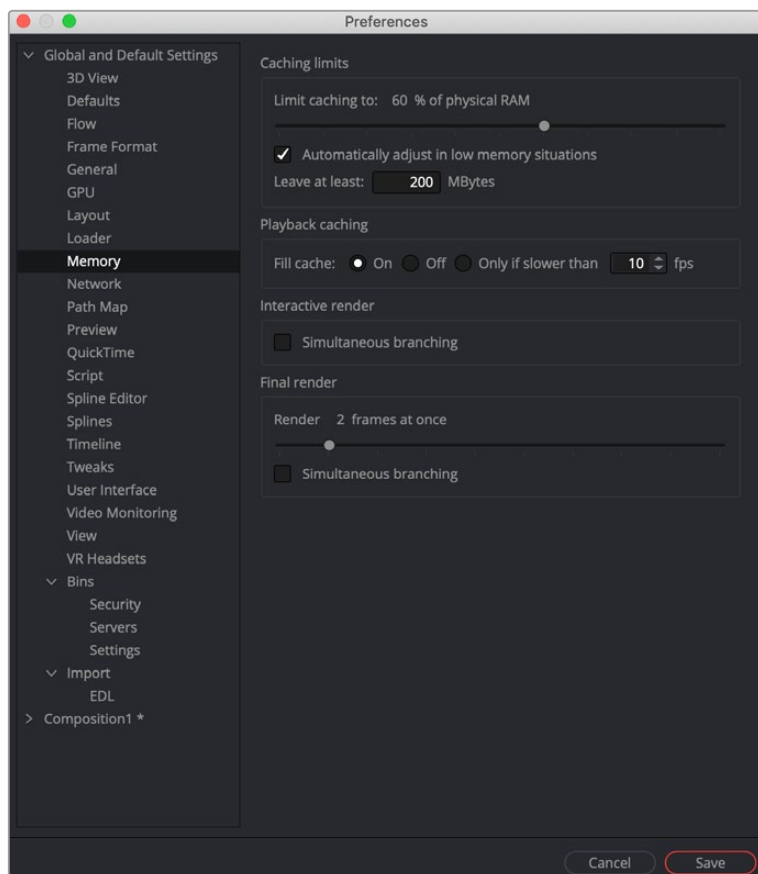 Preferences
Global and Default Settings
3D View
Defaults
Flow
Frame Format
General
GPU
Layout
Loader
Memory
Network
Path Map
Preview
QuickTime
Script
Spline Editor
Splines
Timeline
Tweaks
User Interface
Video Monitoring
View
VR Headsets
Bins
Security
Servers
Settings
Import
EDL
Composition1 *
Caching limits
Limit caching to: 60 % of physical RAM
Automatically adjust in low memory situations
Leave at least: 200 MBytes
Playback caching
Fill cache: On Off Only if slower than 10 fps
Interactive render
Simultaneous branching
Final render
Render 2 frames at once
Simultaneous branching
Cancel Save